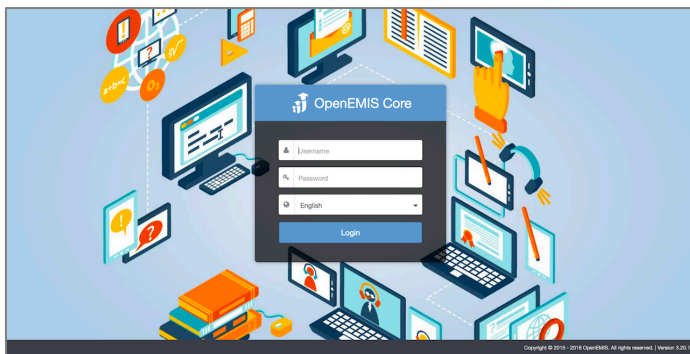 OpenEMIS Core
Username
Password
English
Login
a+b=c
Copyright © 2015 - 2018 OpenEMIS. All rights reserved. | Version 3.20.1